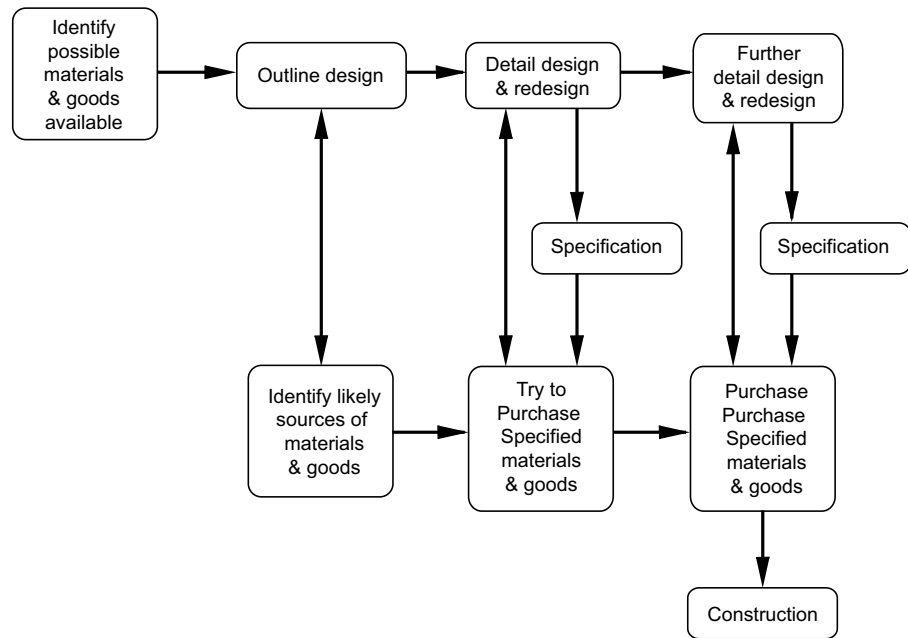 Identify
possible
materials
& goods
available
Outline design
Detail design
& redesign
Further
detail design
& redesign
Specification
Specification
Identify likely
sources of
materials
& goods
Try to
Purchase
Specified
materials
& goods
Purchase
Purchase
Specified
materials
& goods
Construction